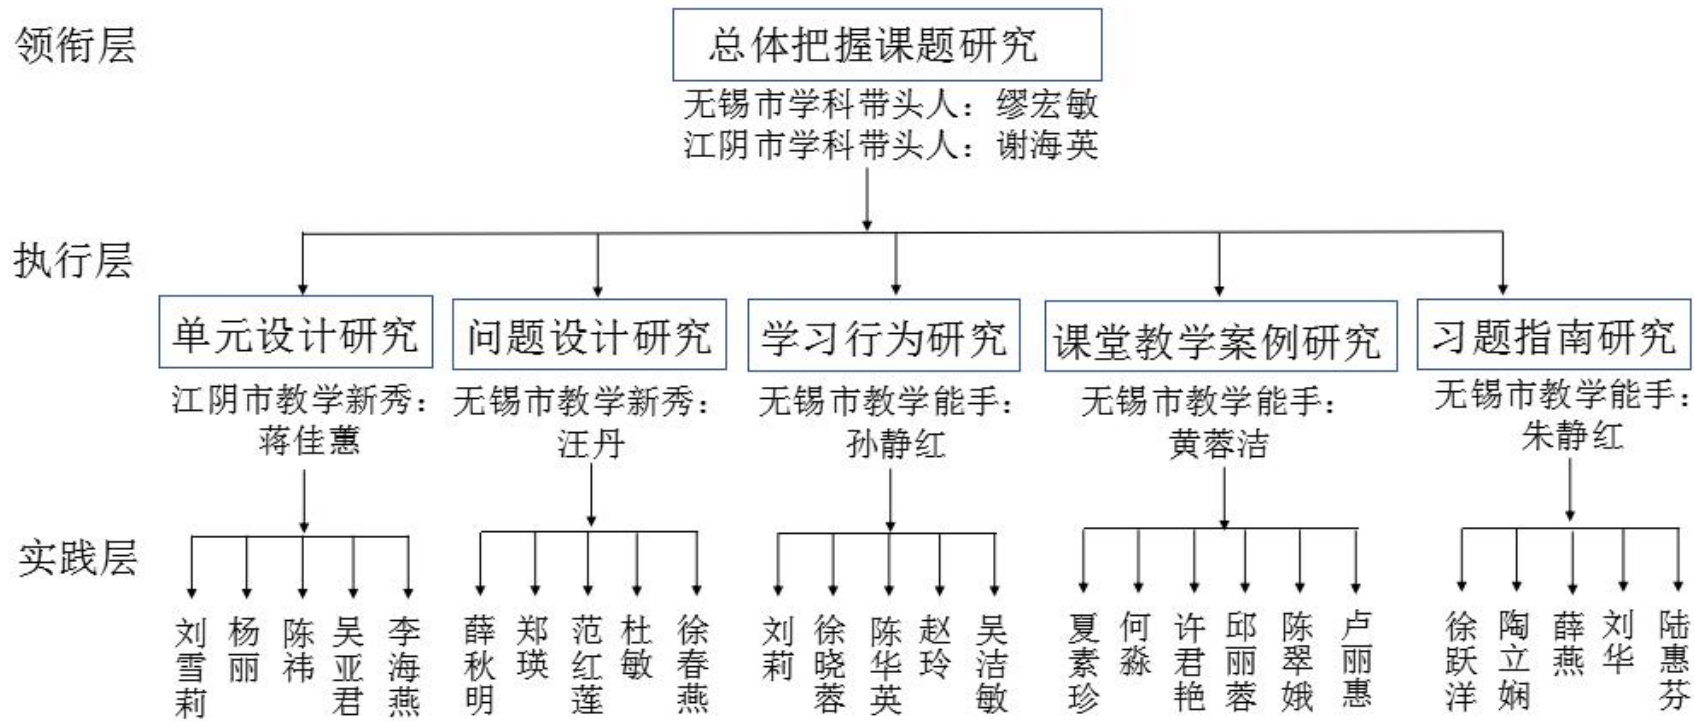 领衔层
总体把握课题研究
无锡市学科带头人：缪宏敏
江阴市学科带头人：谢海英
执行层
单元设计研究
江阴市教学新秀：
蒋佳蕙
问题设计研究
无锡市教学新秀：
汪丹
学习行为研究
无锡市教学能手：
孙静红
课堂教学案例研究
无锡市教学能手：
黄蓉洁
习题指南研究
无锡市教学能手：
朱静红
实践层
刘雪莉
杨丽
陈祎
吴亚君
李海燕
薛秋明
郑瑛
范红莲
杜敏
徐春燕
刘莉
徐晓蓉
陈华英
赵玲
吴洁敏
夏素珍
何淼
许君艳
邱丽蓉
陈翠娥
卢丽惠
徐跃洋
陶立娴
薛燕
刘华
陆惠芬